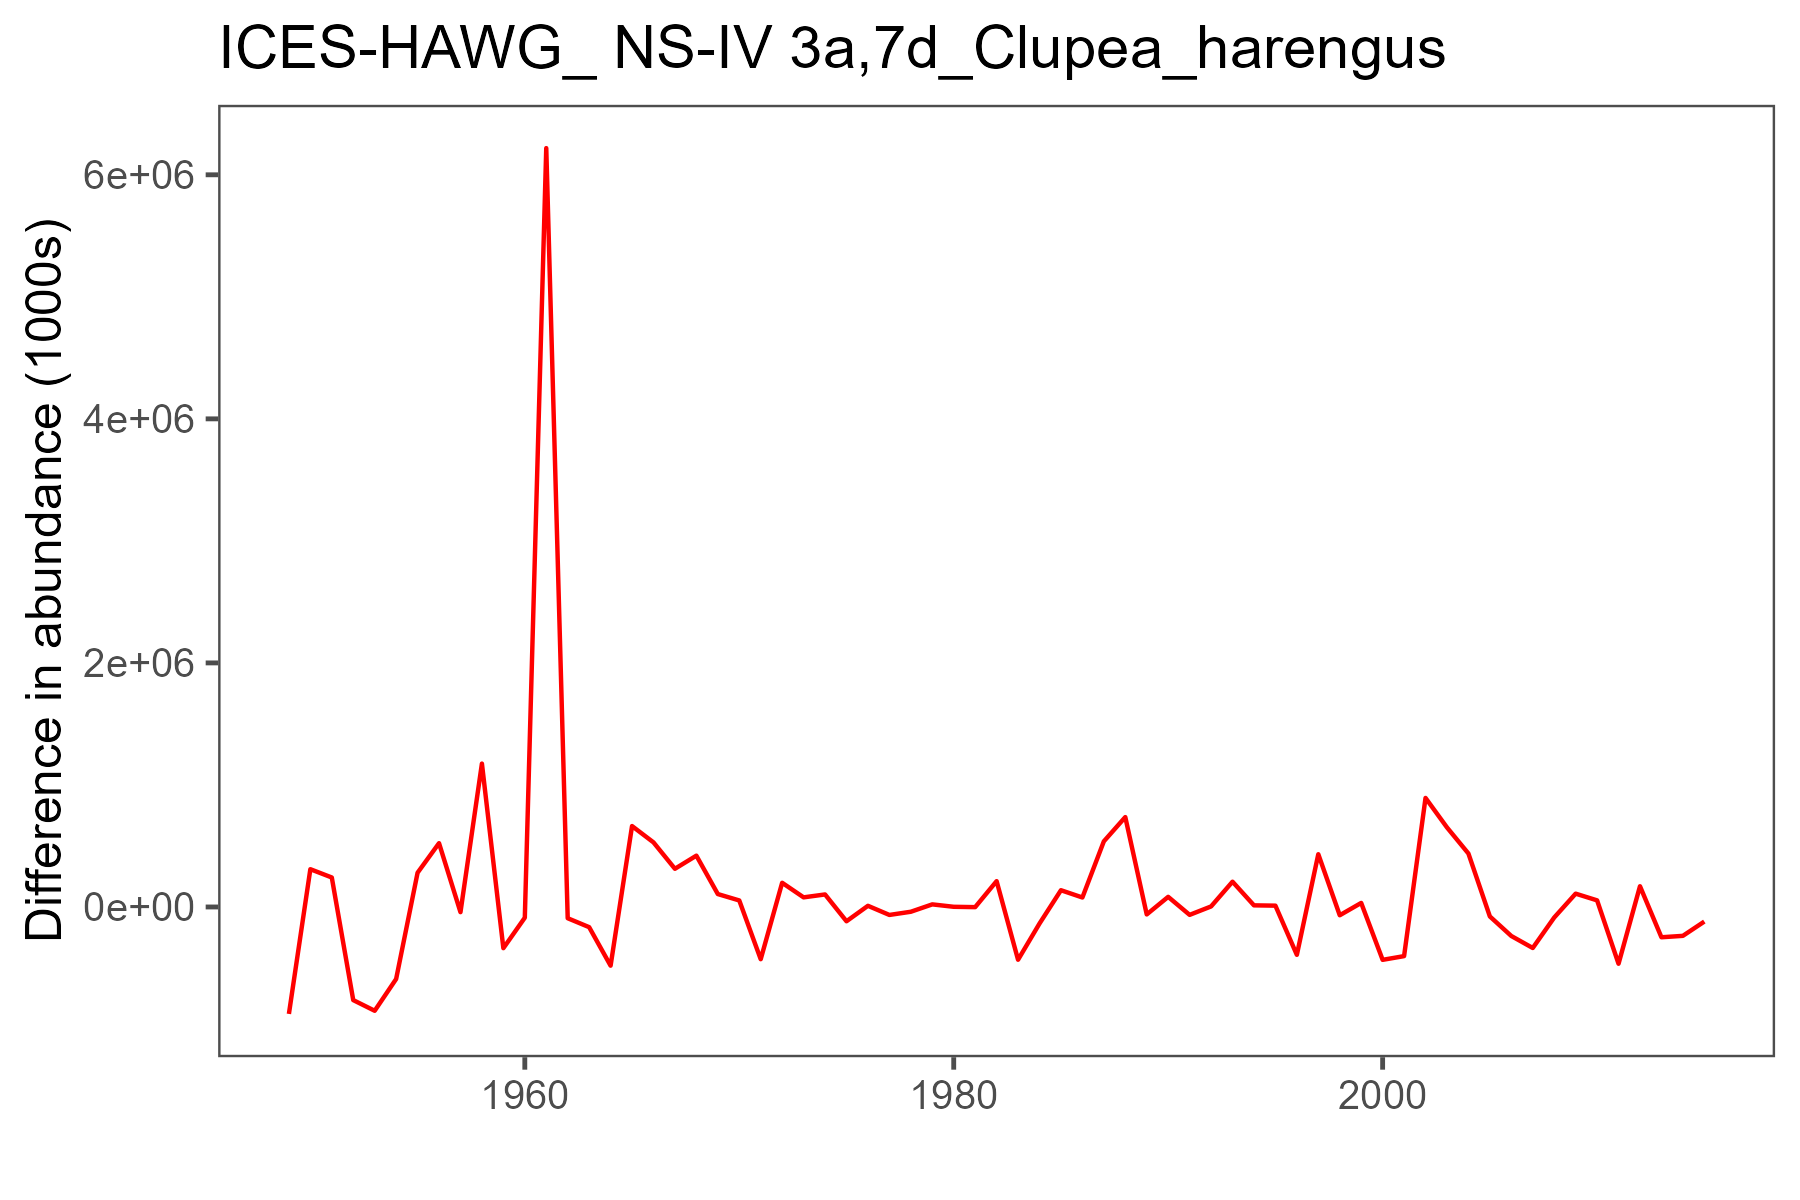 ICES-HAWG_ NS-IV 3a,7d_Clupea_harengus
Difference in abundance (1000s)
6e+06
4e+06
2e+06
0e+00
1960
1980
2000